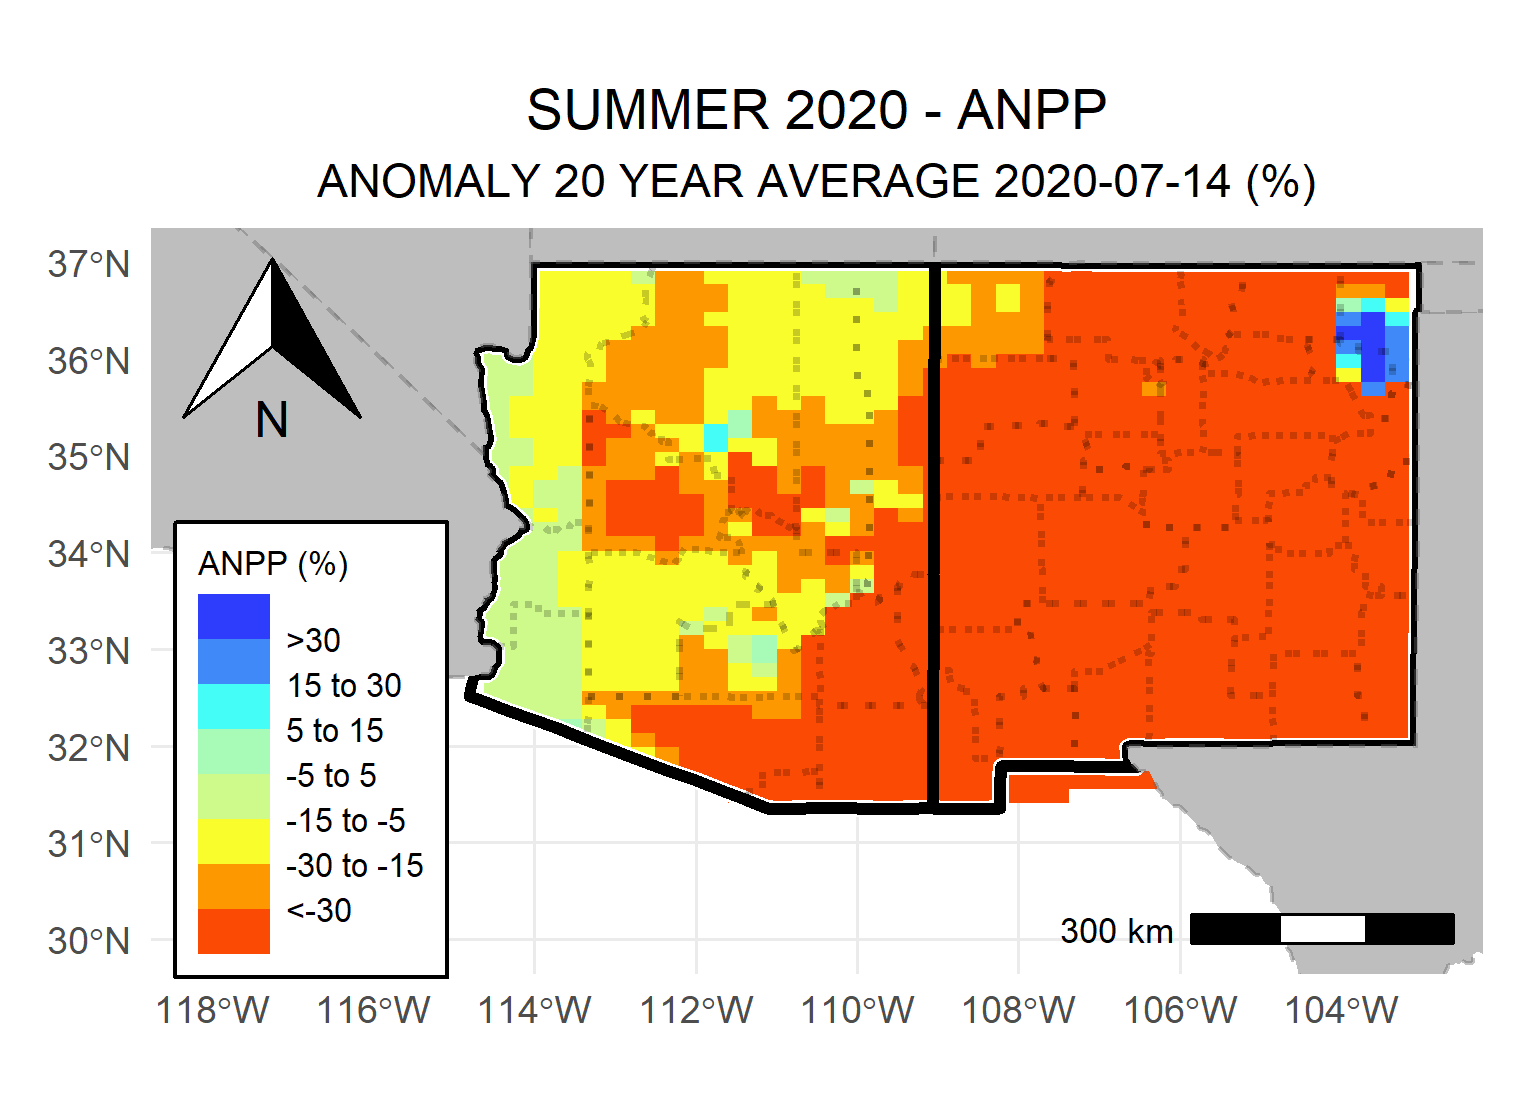 SUMMER 2020 - ANPP
ANOMALY 20 YEAR AVERAGE 2020-07-14 (%)
37°N
36°N
35°N
34°N
33°N
32°N
31°N
30°N
N
ANPP (%)
>30
15 to 30
5 to 15
-5 to 5
-15 to -5
-30 to -15
<-30
300 km
118°W 116°W 114°W 112°W 110°W 108°W 106°W 104°W